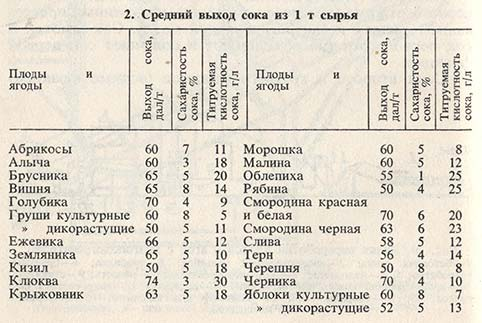 2. Средний выход сока из 1 т сырья
Плоды и ягоды | Выход сока, дал/т | Сахаристость сока, % | Титруемая кислотность сока, г/л | Плоды и ягоды | Выход сока, дал/т | Сахаристость сока, % | Титруемая кислотность сока, г/л
Абрикосы 60 7 11 Морошка 60 5 8
Алыча 60 3 18 Малина 60 5 12
Брусника 65 5 20 Облепиха 55 1 25
Вишня 65 8 14 Рябина 50 4 25
Голубика 70 4 9 Смородина красная
Груши культурные 60 8 5 и белая 70 6 20
» дикорастущие 50 5 11 Смородина черная 63 6 23
Ежевика 66 5 12 Слива 58 5 12
Земляника 65 5 10 Терн 56 4 14
Кизил 50 5 18 Черешня 50 8 8
Клюква 74 3 30 Черника 70 4 10
Крыжовник 63 5 18 Яблоки культурные 60 8 7
» дикорастущие 52 5 13